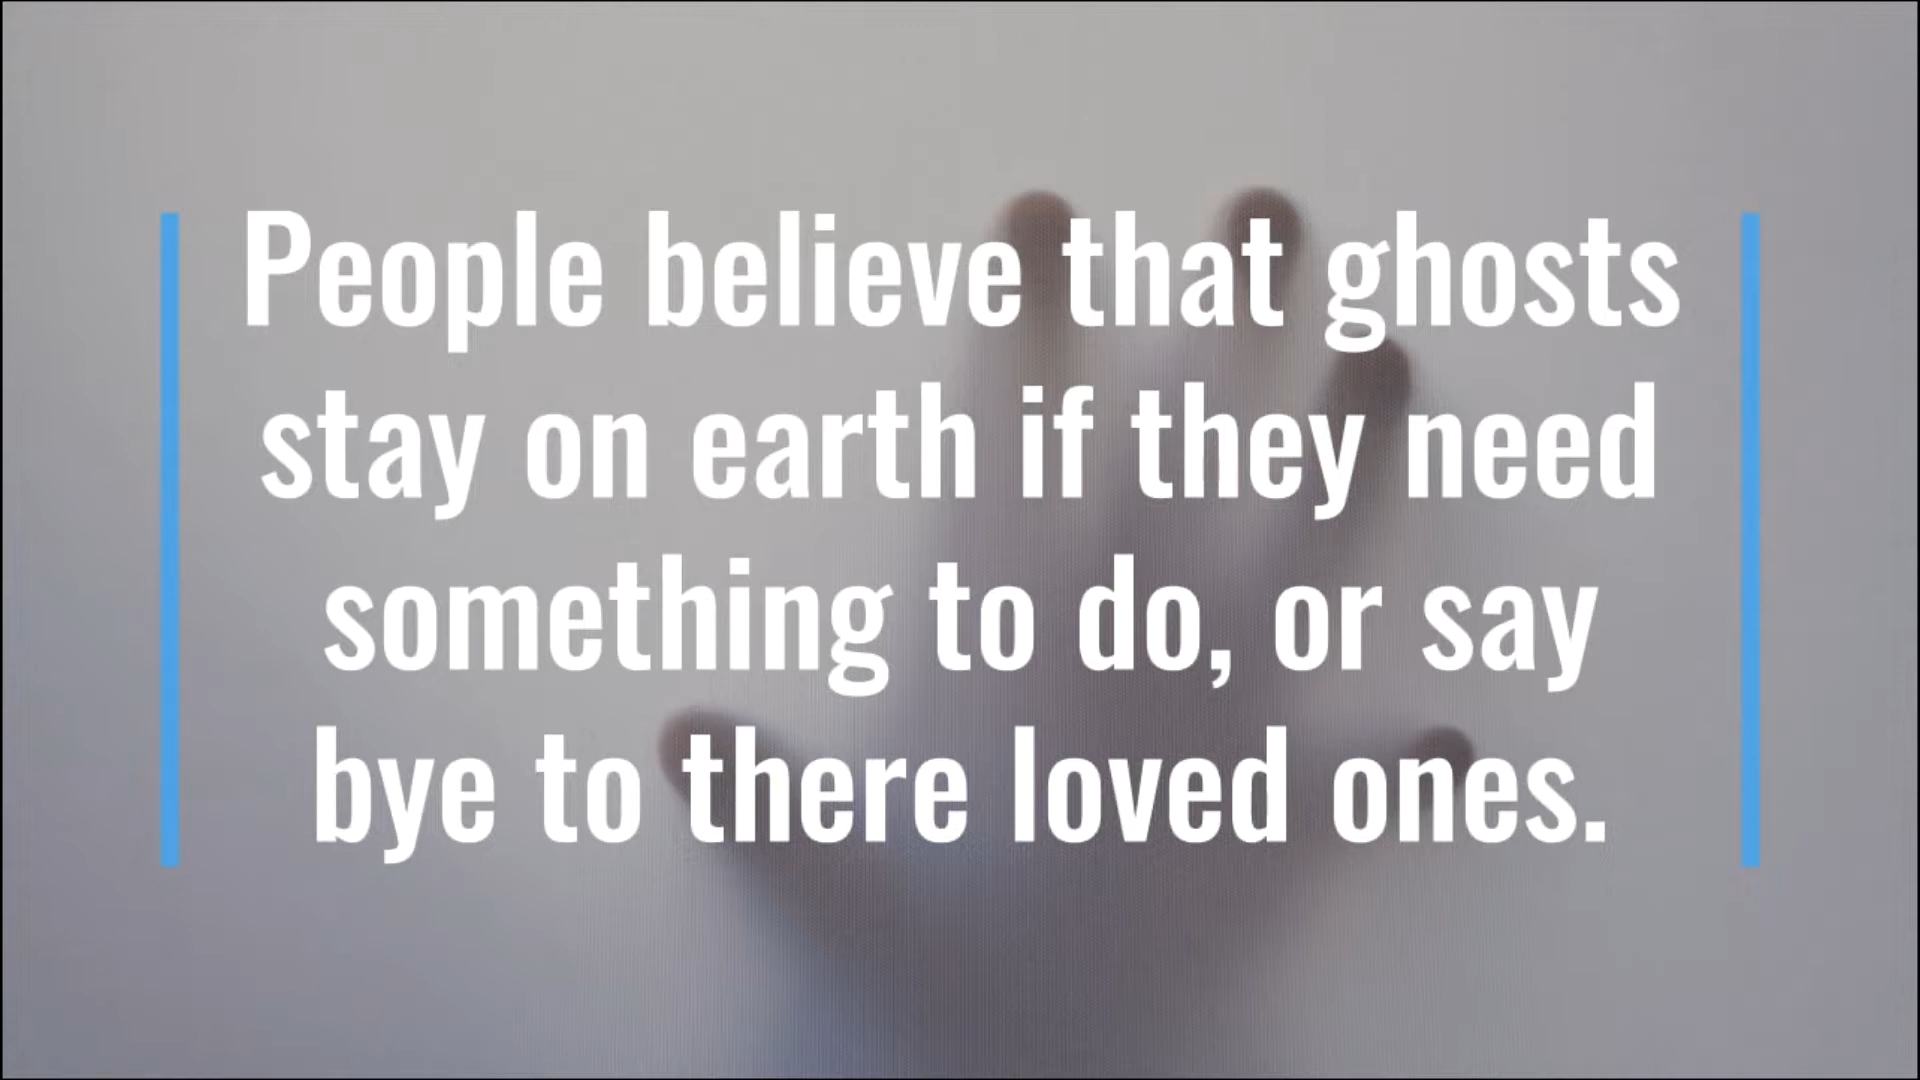 People believe that ghosts
stay on earth if they need
something to do, or say
bye to there loved ones.